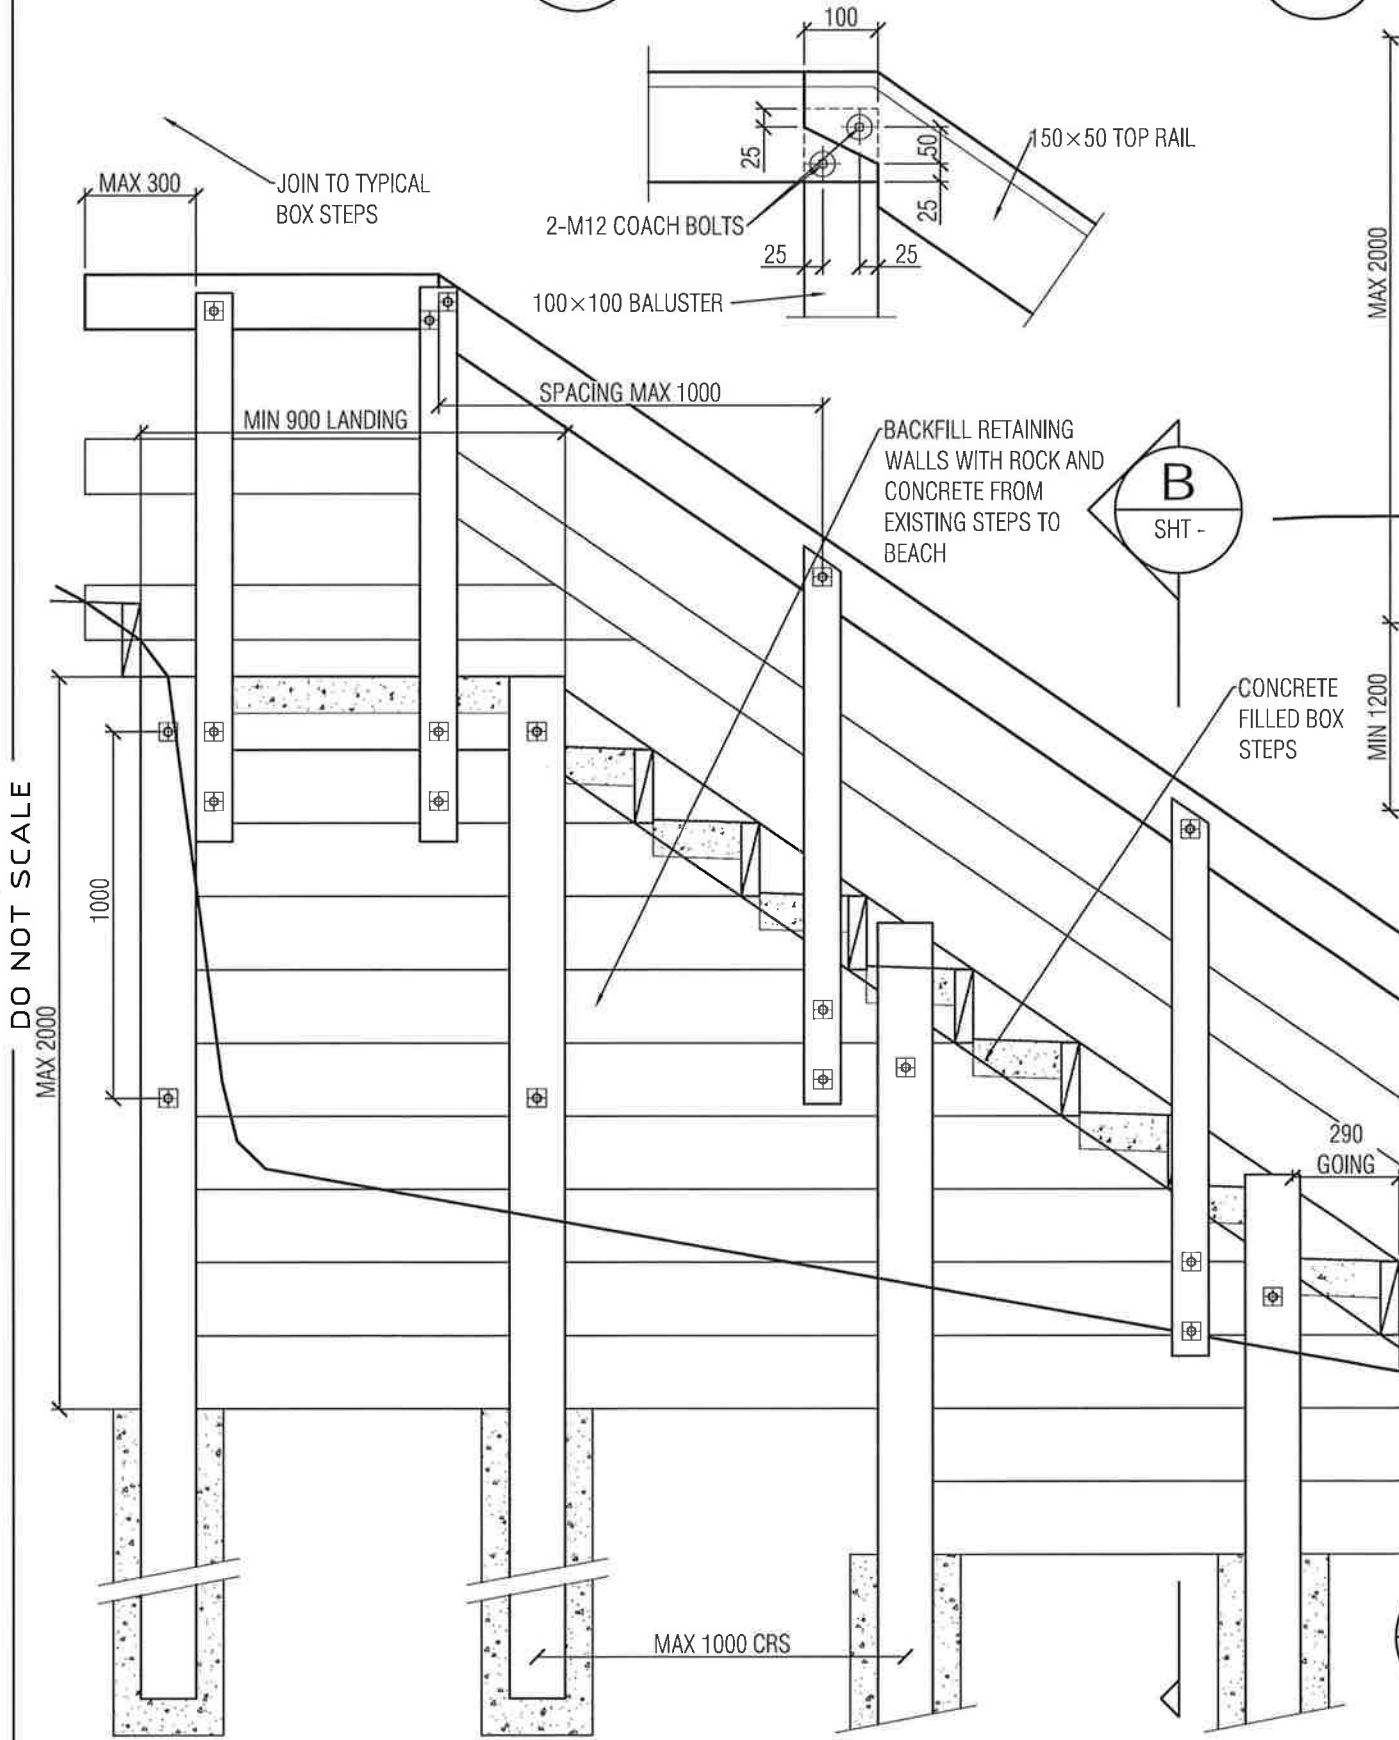 100
150×50 TOP RAIL
25
50
25
2-M12 COACH BOLTS
25
25
100×100 BALUSTER
JOIN TO TYPICAL
BOX STEPS
MAX 300
MAX 2000
SPACING MAX 1000
MIN 900 LANDING
BACKFILL RETAINING
WALLS WITH ROCK AND
CONCRETE FROM
EXISTING STEPS TO
BEACH
B
SHT -
CONCRETE
FILLED BOX
STEPS
MIN 1200
DO NOT SCALE
1000
MAX 2000
290
GOING
MAX 1000 CRS